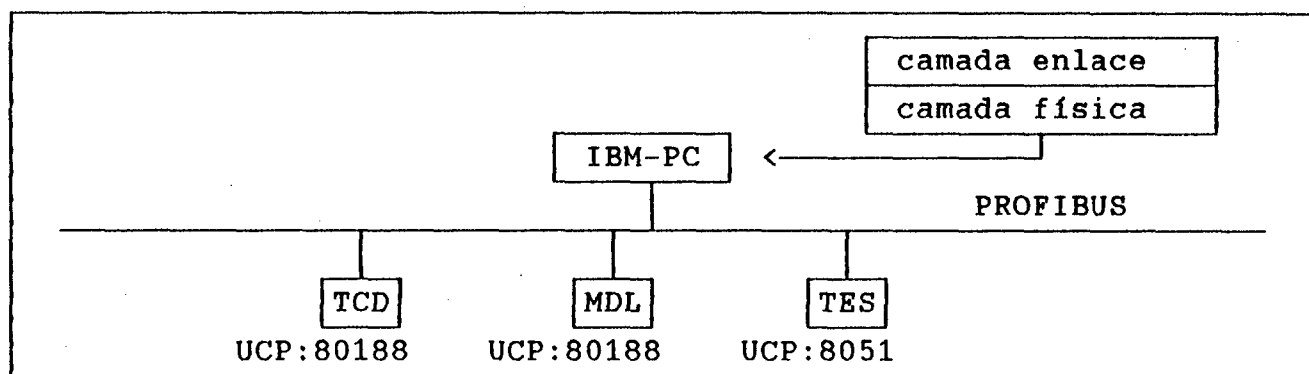 camada enlace
camada física
IBM-PC
PROFIBUS
TCD
MDL
TES
UCP:80188
UCP:80188
UCP:8051